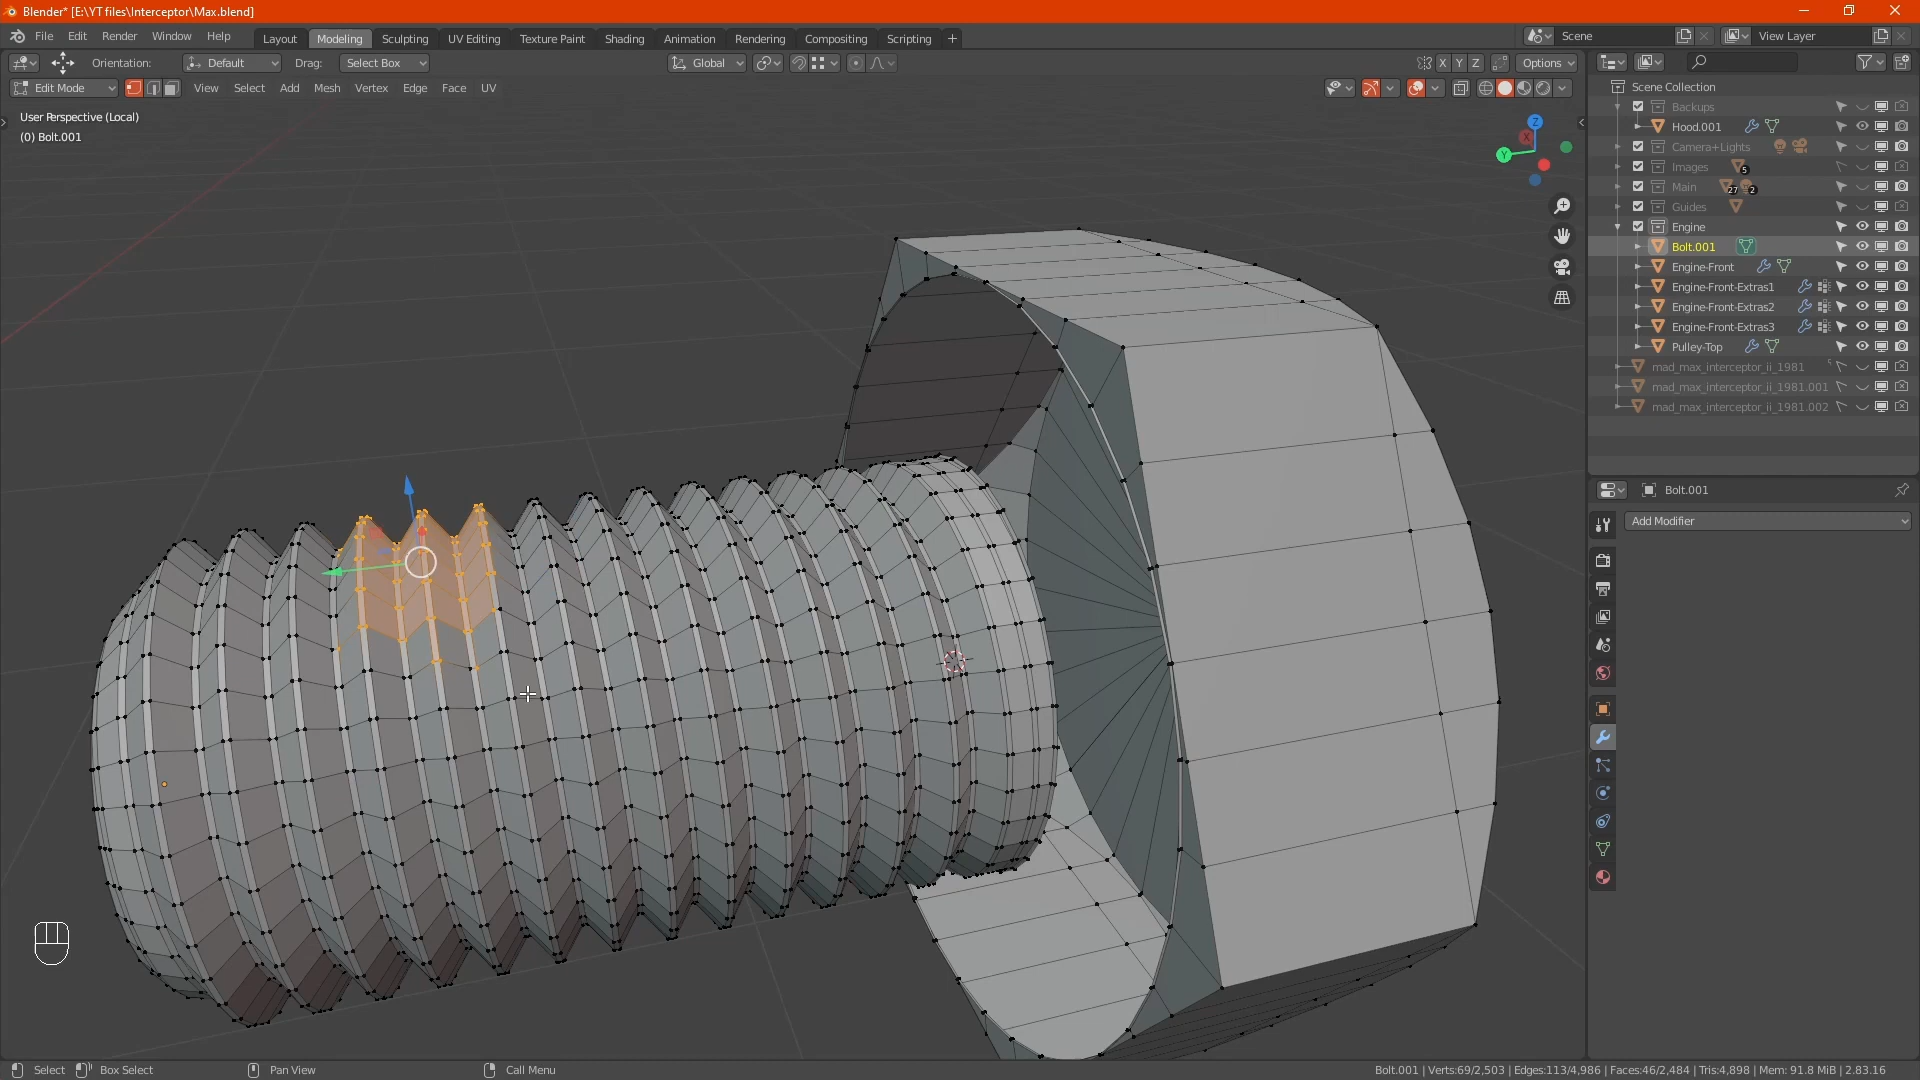 Blender* [E:\YT files\Interceptor\Max.blend]
File Edit Render Window Help Layout Modeling Sculpting UV Editing Texture Paint Shading Animation Rendering Compositing Scripting + Scene View Layer
Orientation: Default Drag: Select Box Global X Y Z Options
Edit Mode View Select Add Mesh Vertex Edge Face UV
User Perspective (Local)
(0) Bolt.001
Z
X
Y
Scene Collection
Backups
Hood.001
Camera+Lights
Images 5
Main 27 2
Guides
Engine
Bolt.001
Engine-Front
Engine-Front-Extras1
Engine-Front-Extras2
Engine-Front-Extras3
Pulley-Top
mad_max_interceptor_ii_1981
mad_max_interceptor_ii_1981.001
mad_max_interceptor_ii_1981.002
Bolt.001
Add Modifier
Select Box Select Pan View Call Menu Bolt.001 | Verts:69/2,503 | Edges:113/4,986 | Faces:46/2,484 | Tris:4,898 | Mem: 91.8 MiB | 2.83.16